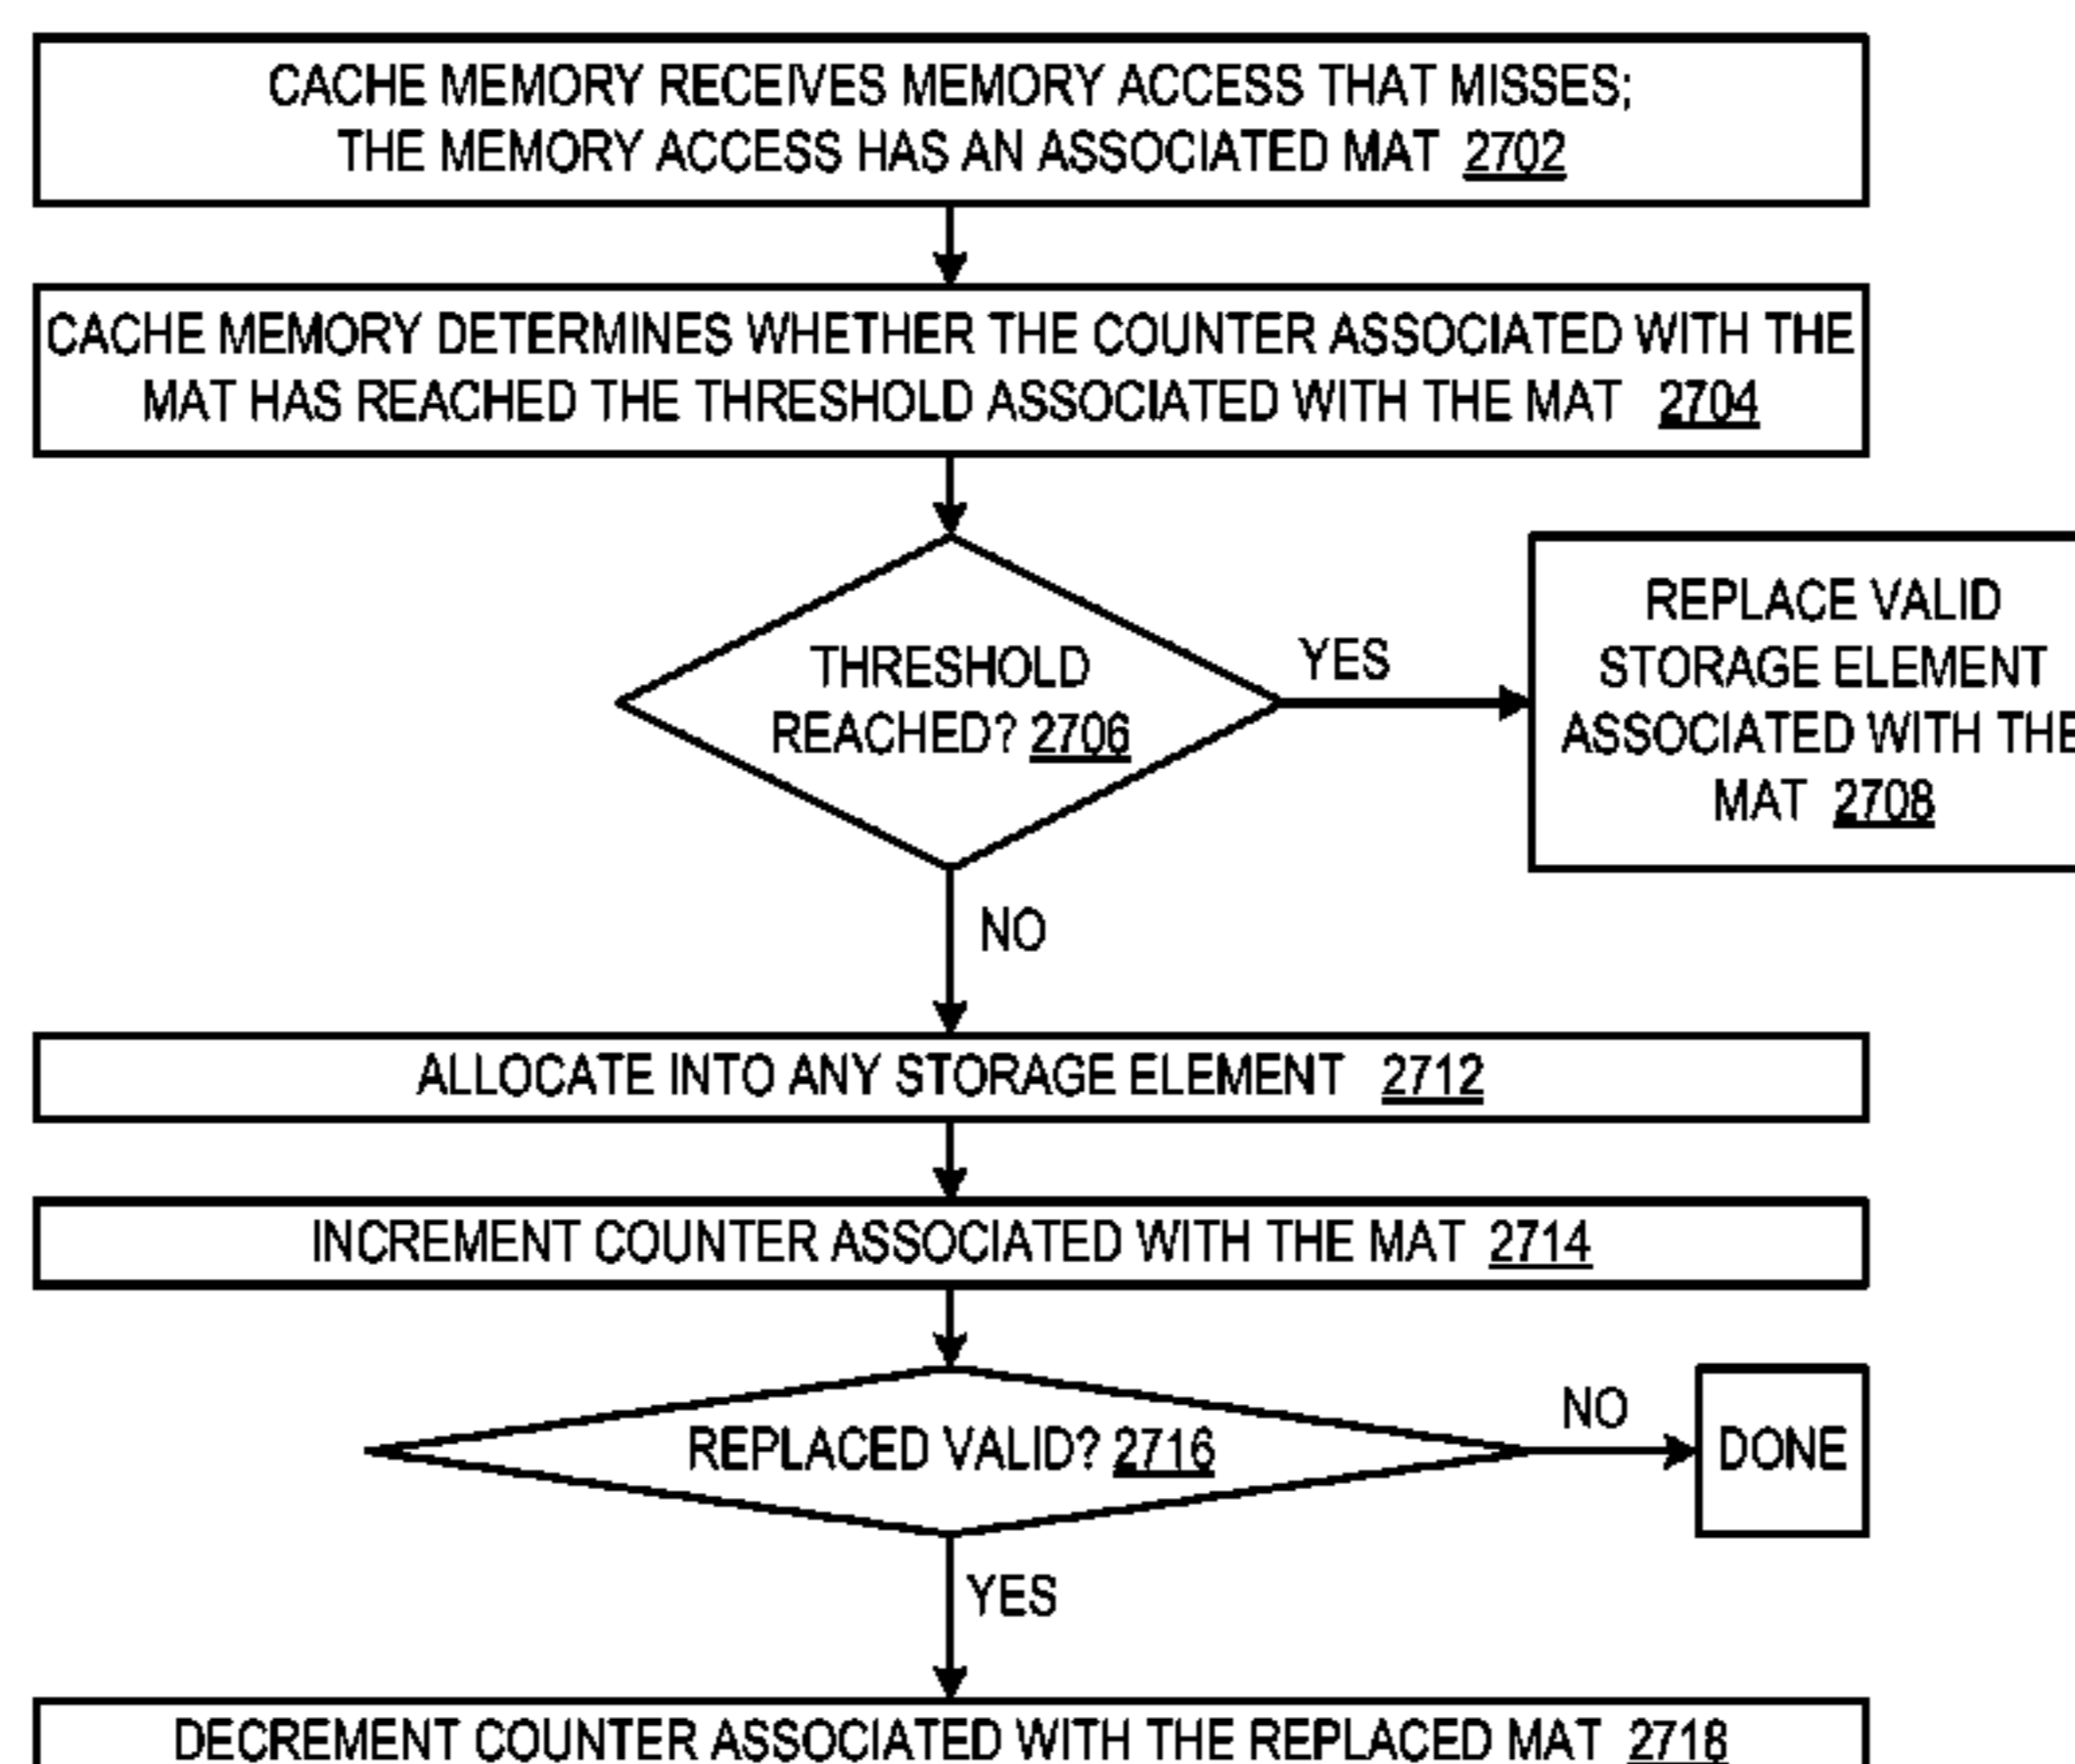 CACHE MEMORY RECEIVES MEMORY ACCESS THAT MISSES;
THE MEMORY ACCESS HAS AN ASSOCIATED MAT 2702
CACHE MEMORY DETERMINES WHETHER THE COUNTER ASSOCIATED WITH THE
MAT HAS REACHED THE THRESHOLD ASSOCIATED WITH THE MAT 2704
THRESHOLD
REACHED? 2706
YES
REPLACE VALID
STORAGE ELEMENT
ASSOCIATED WITH THE
MAT 2708
NO
ALLOCATE INTO ANY STORAGE ELEMENT 2712
INCREMENT COUNTER ASSOCIATED WITH THE MAT 2714
REPLACED VALID? 2716
NO
DONE
YES
DECREMENT COUNTER ASSOCIATED WITH THE REPLACED MAT 2718